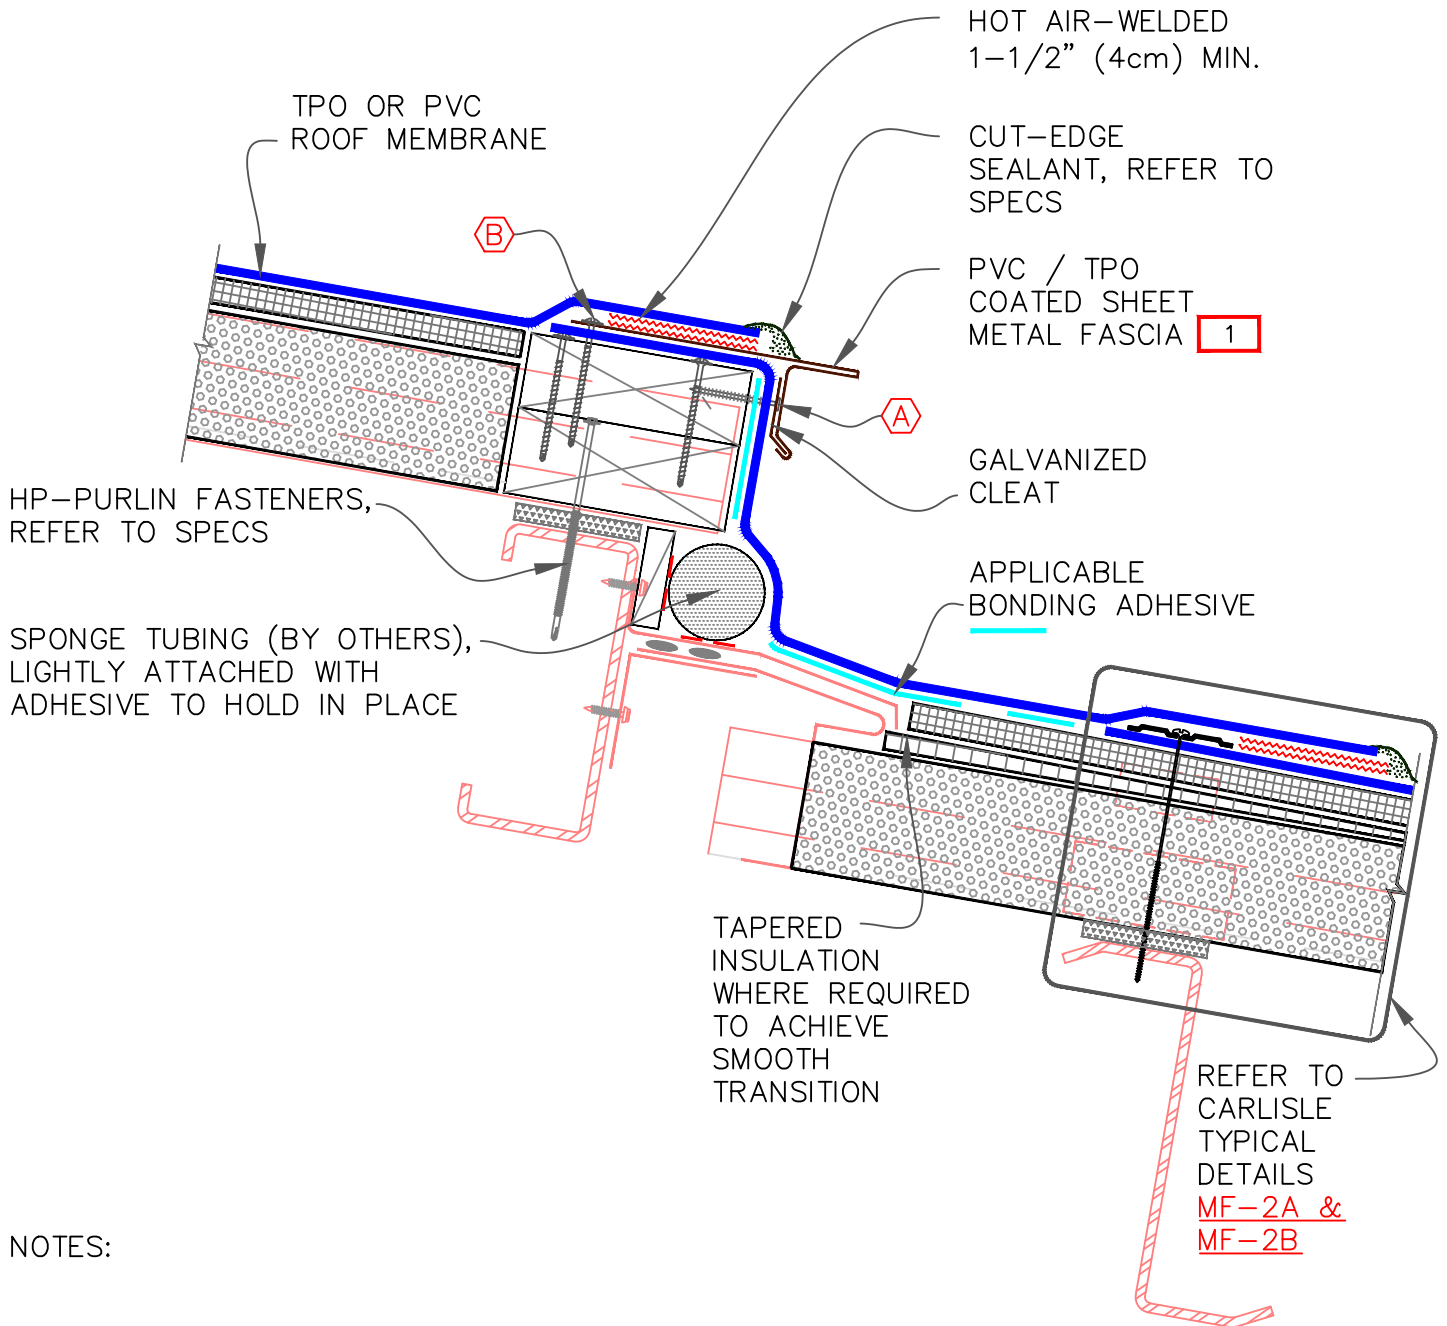 HOT AIR-WELDED
1-1/2" (4cm) MIN.
TPO OR PVC
ROOF MEMBRANE
CUT-EDGE
SEALANT, REFER TO
SPECS
B
PVC / TPO
COATED SHEET
METAL FASCIA 1
A
GALVANIZED
CLEAT
HP-PURLIN FASTENERS,
REFER TO SPECS
APPLICABLE
BONDING ADHESIVE
SPONGE TUBING (BY OTHERS),
LIGHTLY ATTACHED WITH
ADHESIVE TO HOLD IN PLACE
TAPERED
INSULATION
WHERE REQUIRED
TO ACHIEVE
SMOOTH
TRANSITION
REFER TO
CARLISLE
TYPICAL
DETAILS
MF-2A &
MF-2B
NOTES: